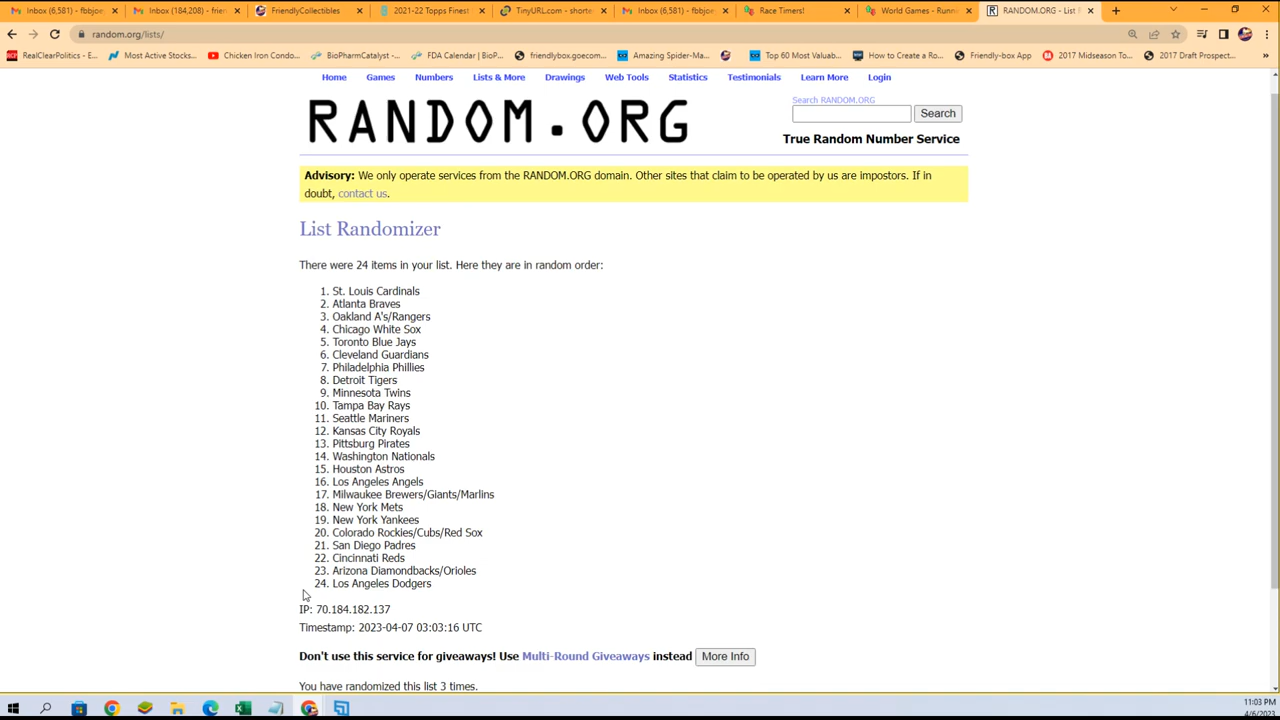 Inbox (6,581) - fbbjoe
Inbox (184,208) - frie
FriendlyCollectibles
2021-22 Topps Finest
TinyURL.com - shorte
Inbox (6,581) - fbbjoe
Race Timers!
World Games - Runn
RANDOM.ORG - List R
random.org/lists/
RealClearPolitics - E...
Most Active Stocks...
Chicken Iron Condo...
BioPharmCatalyst -...
FDA Calendar | BioP...
friendlybox.goecom...
Amazing Spider-Ma...
Top 60 Most Valuab...
How to Create a Ro...
Friendly-box App
2017 Midseason To...
2017 Draft Prospect...
Home Games Numbers Lists & More Drawings Web Tools Statistics Testimonials Learn More Login
RANDOM.ORG
Search RANDOM.ORG
Search
True Random Number Service
Advisory: We only operate services from the RANDOM.ORG domain. Other sites that claim to be operated by us are impostors. If in
doubt, contact us.
List Randomizer
There were 24 items in your list. Here they are in random order:
1. St. Louis Cardinals
2. Atlanta Braves
3. Oakland A's/Rangers
4. Chicago White Sox
5. Toronto Blue Jays
6. Cleveland Guardians
7. Philadelphia Phillies
8. Detroit Tigers
9. Minnesota Twins
10. Tampa Bay Rays
11. Seattle Mariners
12. Kansas City Royals
13. Pittsburg Pirates
14. Washington Nationals
15. Houston Astros
16. Los Angeles Angels
17. Milwaukee Brewers/Giants/Marlins
18. New York Mets
19. New York Yankees
20. Colorado Rockies/Cubs/Red Sox
21. San Diego Padres
22. Cincinnati Reds
23. Arizona Diamondbacks/Orioles
24. Los Angeles Dodgers
IP: 70.184.182.137
Timestamp: 2023-04-07 03:03:16 UTC
Don't use this service for giveaways! Use Multi-Round Giveaways instead More Info
You have randomized this list 3 times.
11:03 PM
4/6/2023